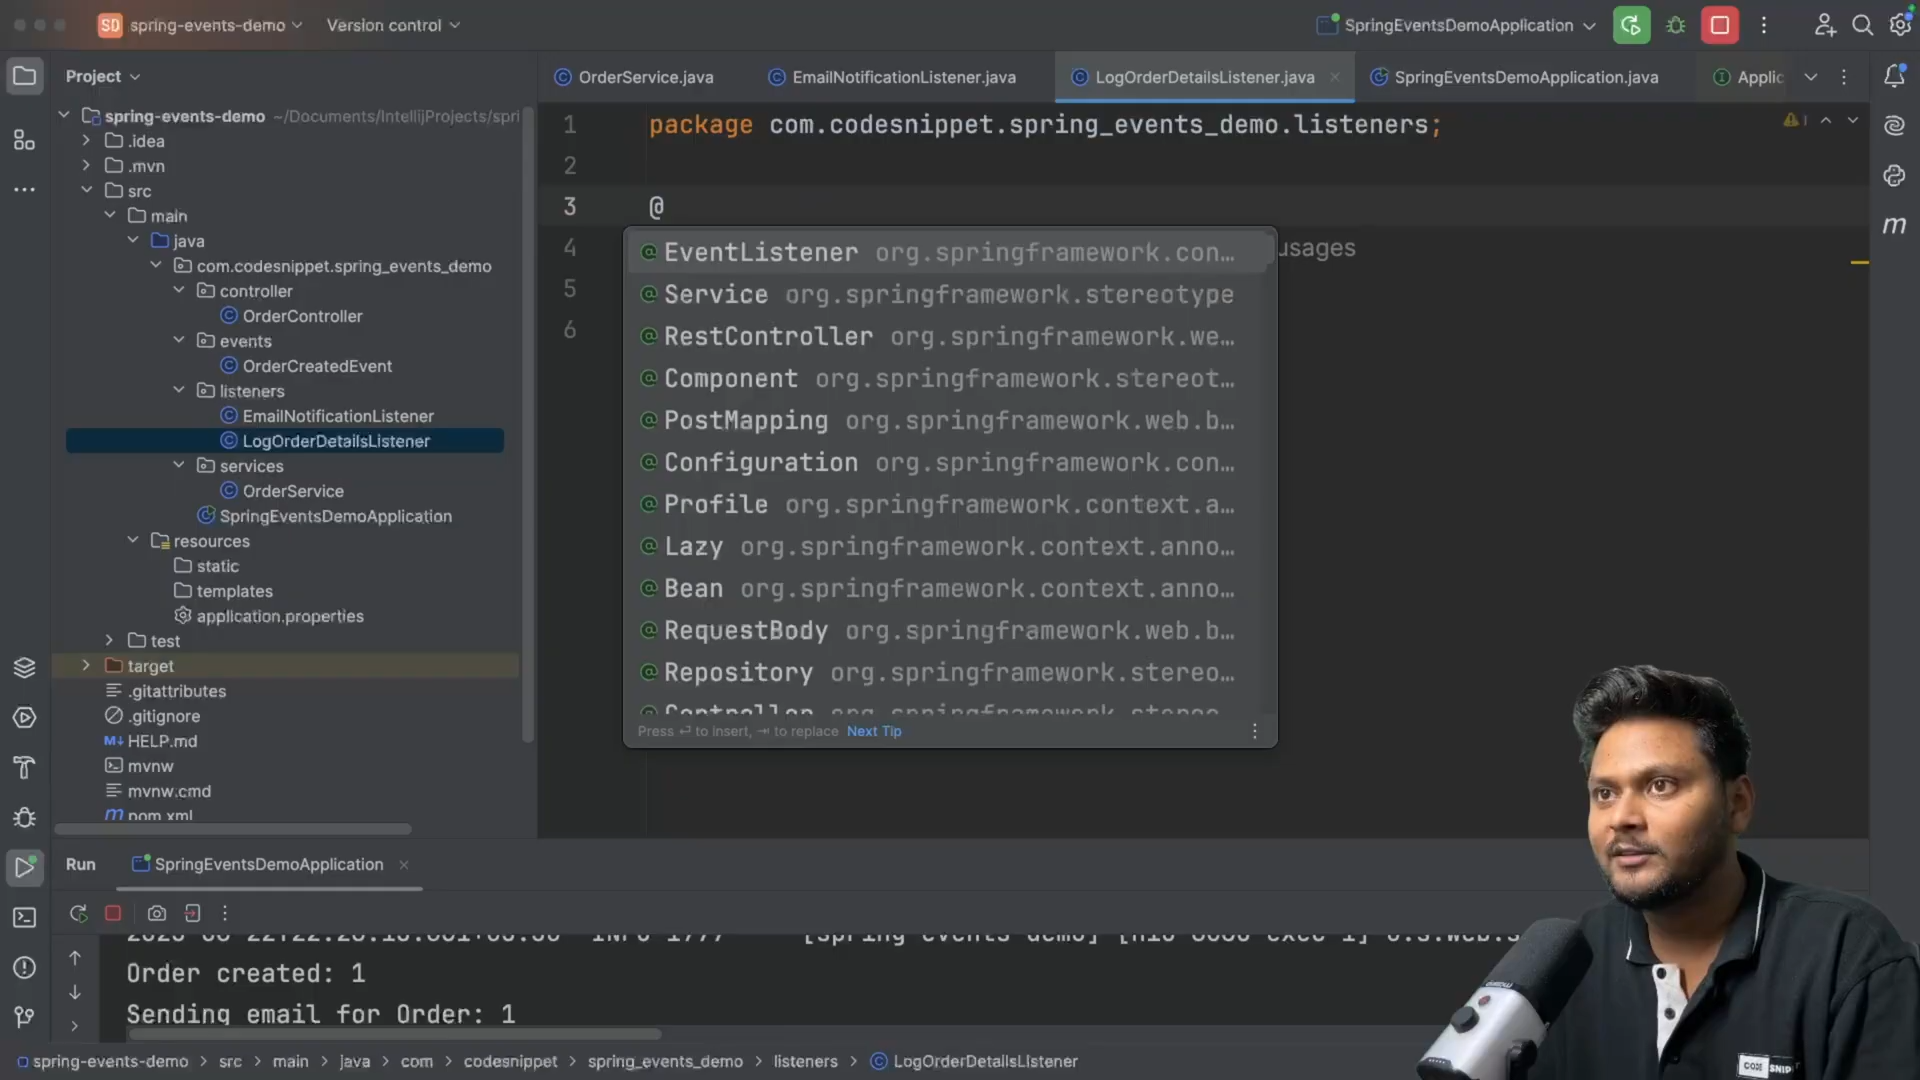 SD spring-events-demo Version control SpringEventsDemoApplication
Project
spring-events-demo ~/Documents/IntellijProjects/spri
.idea
.mvn
src
main
java
com.codesnippet.spring_events_demo
controller
OrderController
events
OrderCreatedEvent
listeners
EmailNotificationListener
LogOrderDetailsListener
services
OrderService
SpringEventsDemoApplication
resources
static
templates
application.properties
test
target
.gitattributes
.gitignore
M↓ HELP.md
mvnw
mvnw.cmd
m pom.xml
OrderService.java EmailNotificationListener.java LogOrderDetailsListener.java SpringEventsDemoApplication.java Applic
1 package com.codesnippet.spring_events_demo.listeners;
2
3 @
4 usages
5
6
@ EventListener org.springframework.con…
@ Service org.springframework.stereotype
@ RestController org.springframework.we…
@ Component org.springframework.stereot…
@ PostMapping org.springframework.web.b…
@ Configuration org.springframework.con…
@ Profile org.springframework.context.a…
@ Lazy org.springframework.context.anno…
@ Bean org.springframework.context.anno…
@ RequestBody org.springframework.web.b…
@ Repository org.springframework.stereo…
@ Controller org.springframework.stereo…
Press ↵ to insert, ⇥ to replace Next Tip
m
Run SpringEventsDemoApplication
Order created: 1
Sending email for Order: 1
spring-events-demo > src > main > java > com > codesnippet > spring_events_demo > listeners > LogOrderDetailsListener